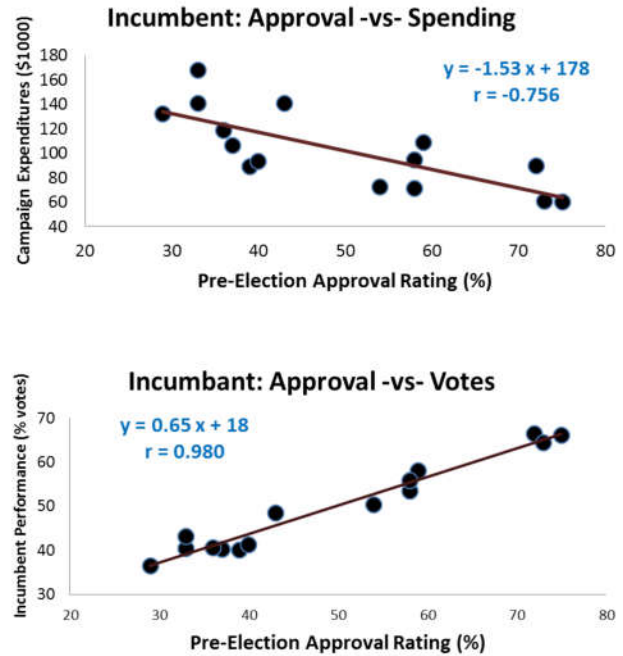 Incumbent: Approval -vs- Spending
Campaign Expenditures ($1000)
180
160
140
120
100
80
60
40
y = -1.53 x + 178
r = -0.756
20 30 40 50 60 70 80
Pre-Election Approval Rating (%)
Incumbant: Approval -vs- Votes
Incumbent Performance (% votes)
70
60
50
40
30
y = 0.65 x + 18
r = 0.980
20 30 40 50 60 70 80
Pre-Election Approval Rating (%)